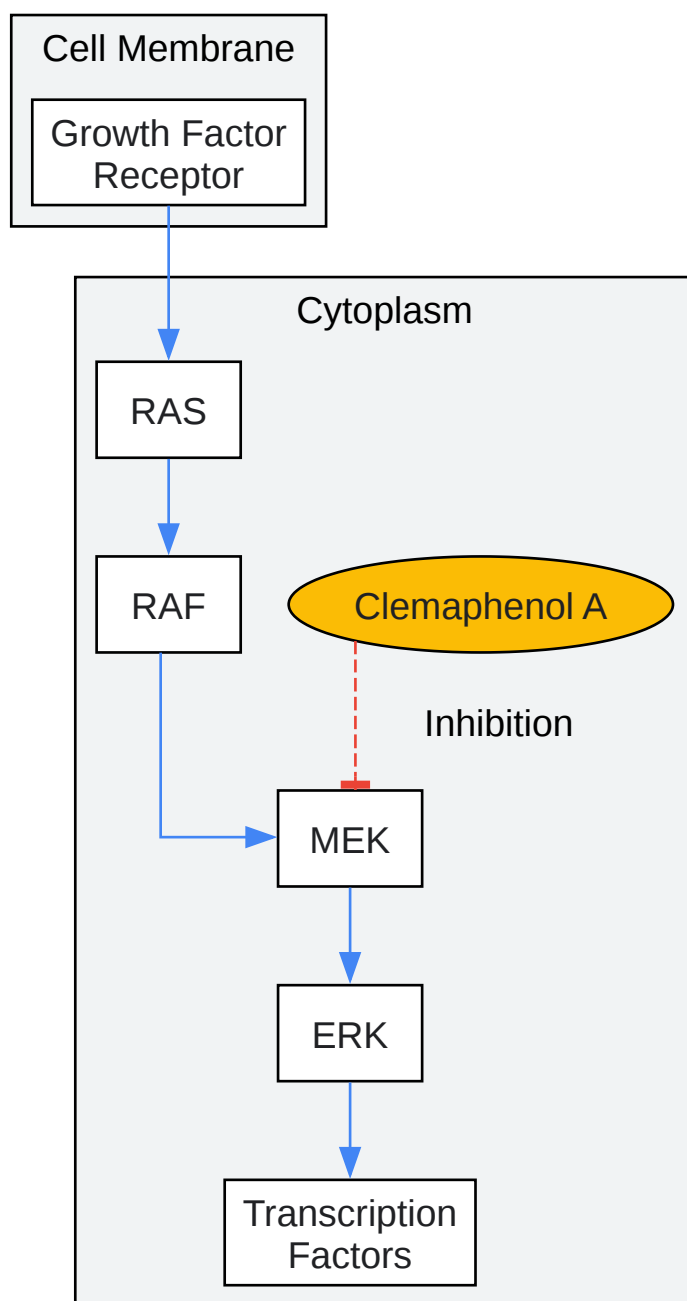 Cell Membrane
Growth Factor
Receptor
Cytoplasm
RAS
RAF
Clemaphenol A
Inhibition
MEK
ERK
Transcription
Factors